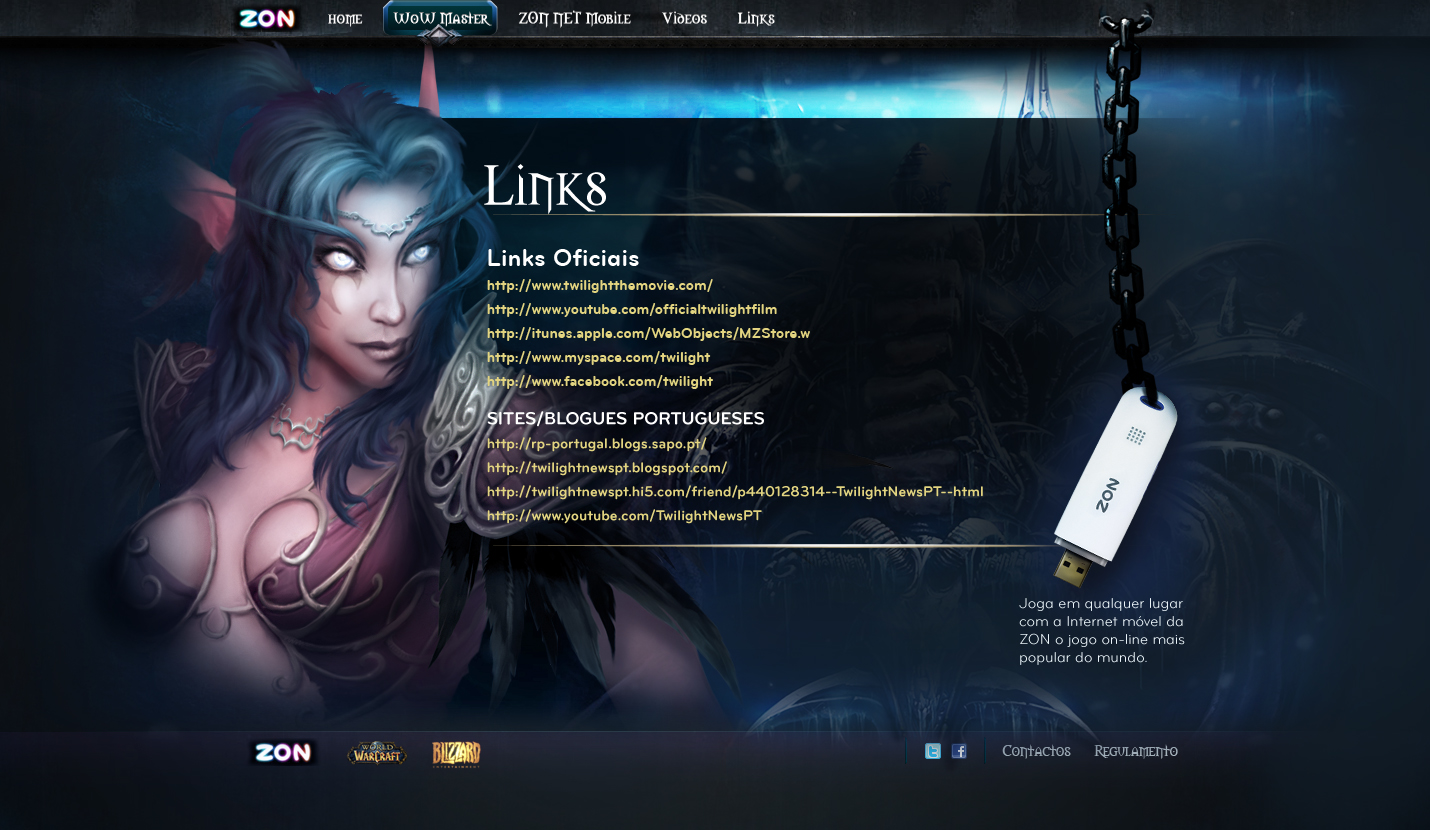 ZON HOME WoW Master ZON NET Mobile Videos Links
Links
Links Oficiais
http://www.twilightthemovie.com/
http://www.youtube.com/officialtwilightfilm
http://itunes.apple.com/WebObjects/MZStore.w
http://www.myspace.com/twilight
http://www.facebook.com/twilight
SITES/BLOGUES PORTUGUESES
http://rp-portugal.blogs.sapo.pt/
http://twilightnewspt.blogspot.com/
http://twilightnewspt.hi5.com/friend/p440128314--TwilightNewsPT--html
http://www.youtube.com/TwilightNewsPT
ZON
Joga em qualquer lugar
com a Internet móvel da
ZON o jogo on-line mais
popular do mundo.
ZON WORLD OF WARCRAFT BLIZZARD ENTERTAINMENT t f Contactos Regulamento